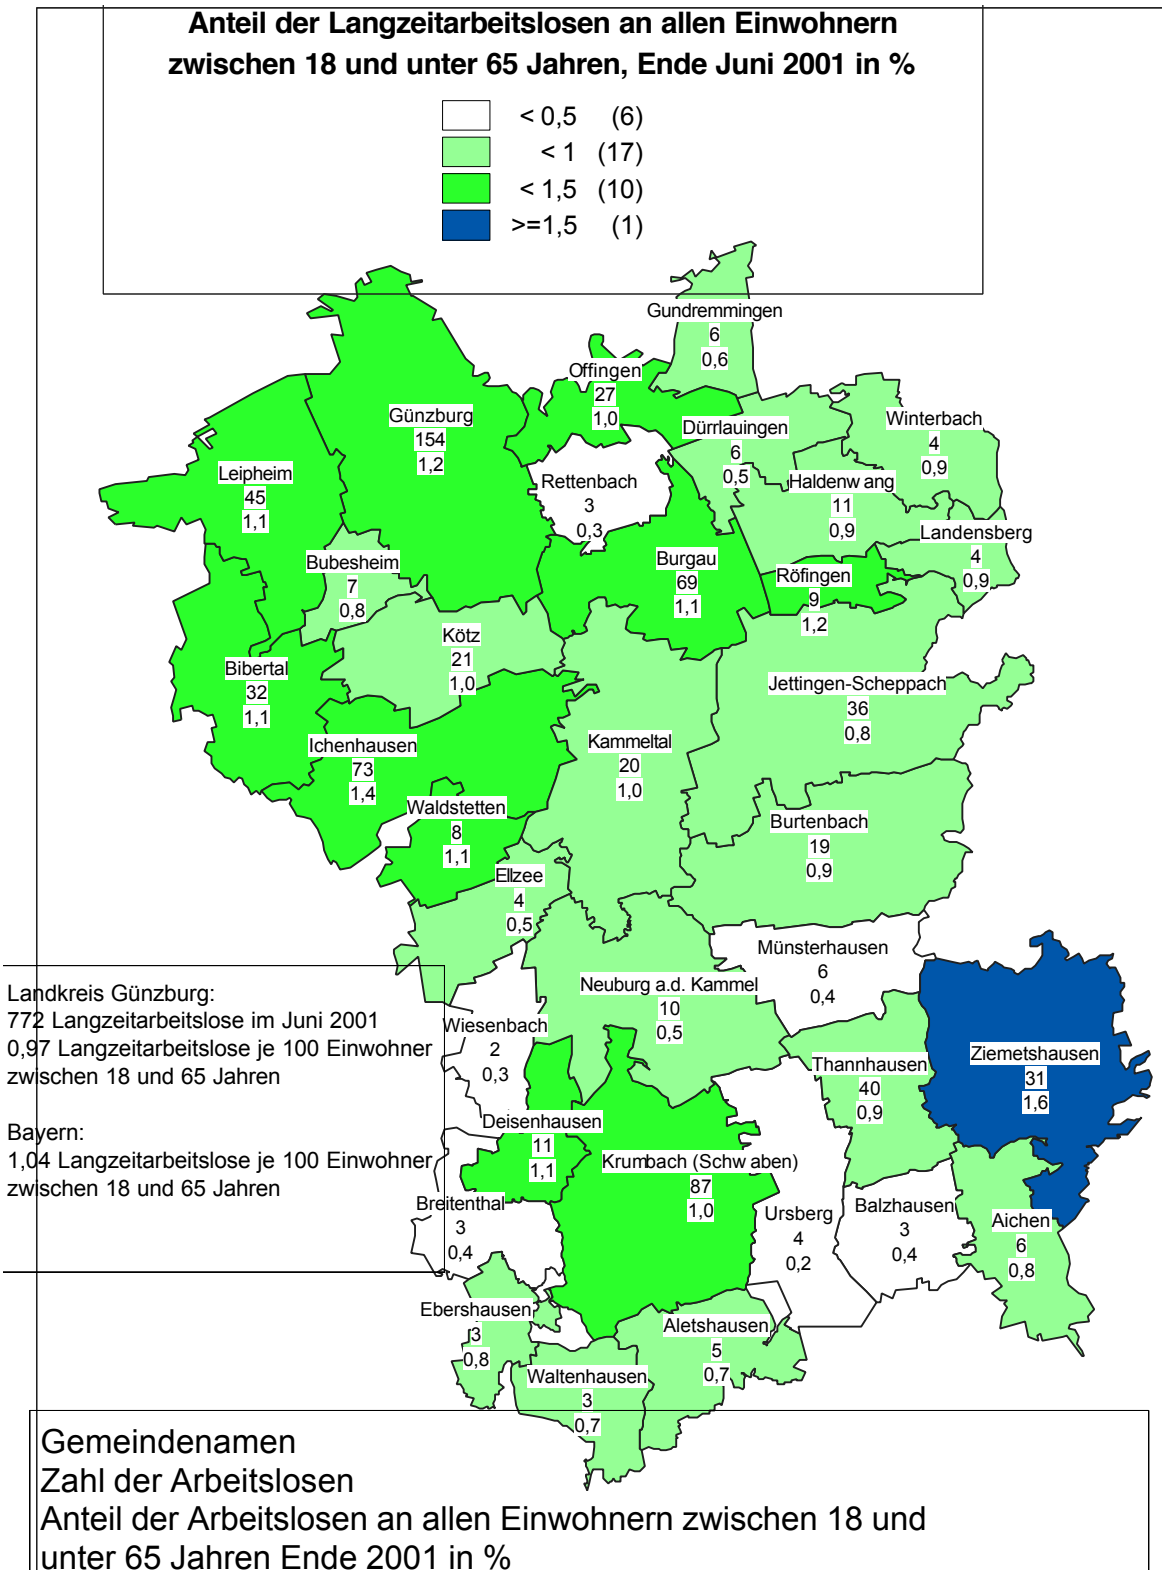 Anteil der Langzeitarbeitslosen an allen Einwohnern
zwischen 18 und unter 65 Jahren, Ende Juni 2001 in %
< 0,5 (6)
< 1 (17)
< 1,5 (10)
>=1,5 (1)
Gundremmingen
6
0,6
Offingen
27
1,0
Günzburg
154
1,2
Dürrlauingen
6
0,5
Winterbach
4
0,9
Leipheim
45
1,1
Rettenbach
3
0,3
Haldenw ang
11
0,9
Landensberg
4
0,9
Bubesheim
7
0,8
Burgau
69
1,1
Röfingen
9
1,2
Kötz
21
1,0
Bibertal
32
1,1
Jettingen-Scheppach
36
0,8
Ichenhausen
73
1,4
Kammeltal
20
1,0
Waldstetten
8
1,1
Burtenbach
19
0,9
Ellzee
4
0,5
Münsterhausen
6
0,4
Neuburg a.d. Kammel
10
0,5
Landkreis Günzburg:
772 Langzeitarbeitslose im Juni 2001
0,97 Langzeitarbeitslose je 100 Einwohner
zwischen 18 und 65 Jahren
Bayern:
1,04 Langzeitarbeitslose je 100 Einwohner
zwischen 18 und 65 Jahren
Wiesenbach
2
0,3
Thannhausen
40
0,9
Ziemetshausen
31
1,6
Deisenhausen
11
1,1
Krumbach (Schw aben)
87
1,0
Breitenthal
3
0,4
Ursberg
4
0,2
Balzhausen
3
0,4
Aichen
6
0,8
Ebershausen
3
0,8
Aletshausen
5
0,7
Waltenhausen
3
0,7
Gemeindenamen
Zahl der Arbeitslosen
Anteil der Arbeitslosen an allen Einwohnern zwischen 18 und
unter 65 Jahren Ende 2001 in %